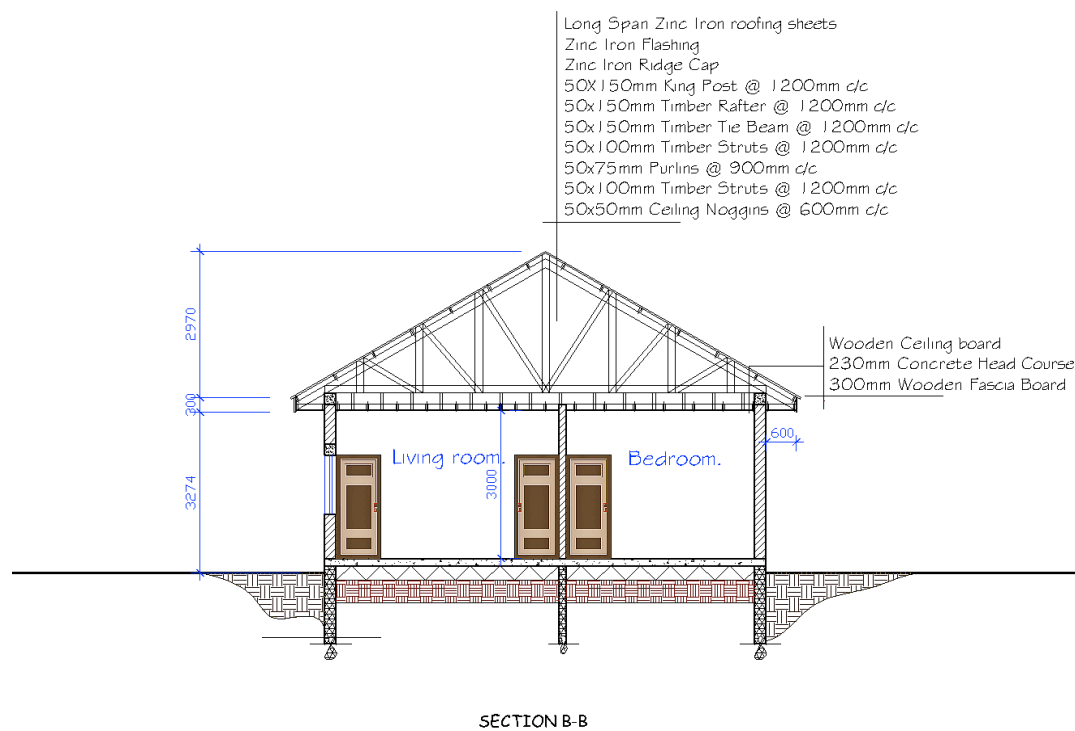 Long Span Zinc Iron roofing sheets
Zinc Iron Flashing
Zinc Iron Ridge Cap
50X150mm King Post @ 1200mm c/c
50x150mm Timber Rafter @ 1200mm c/c
50x150mm Timber Tie Beam @ 1200mm c/c
50x100mm Timber Struts @ 1200mm c/c
50x75mm Purlins @ 900mm c/c
50x100mm Timber Struts @ 1200mm c/c
50x50mm Ceiling Noggins @ 600mm c/c
2970
Wooden Ceiling board
230mm Concrete Head Course
300mm Wooden Fascia Board
300
600
Living room.
Bedroom.
3000
3274
SECTION B-B